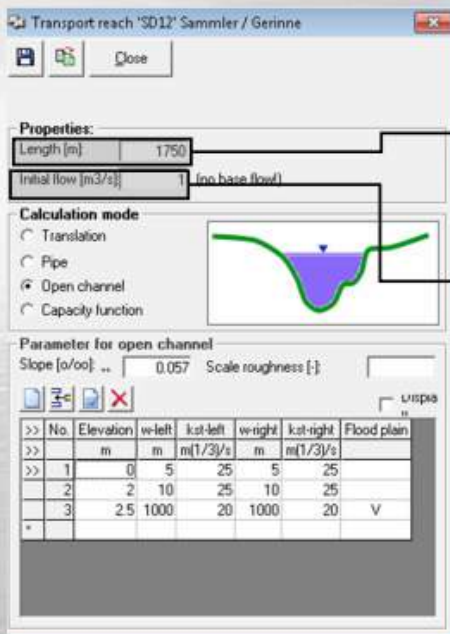 Transport reach 'SD12' Sammler / Gerinne
Close
Properties:
Length [m] 1750
Initial flow [m3/s] 1 (no base flow!)
Calculation mode
Translation
Pipe
Open channel
Capacity function
Parameter for open channel
Slope [o/oo] .. 0.057 Scale roughness [-]:
>> No. Elevation w-left kst-left w-right kst-right Flood plain
>> m m m(1/3)/s m m(1/3)/s
>> 1 0 5 25 5 25
2 2 10 25 10 25
3 2.5 1000 20 1000 20 V
*